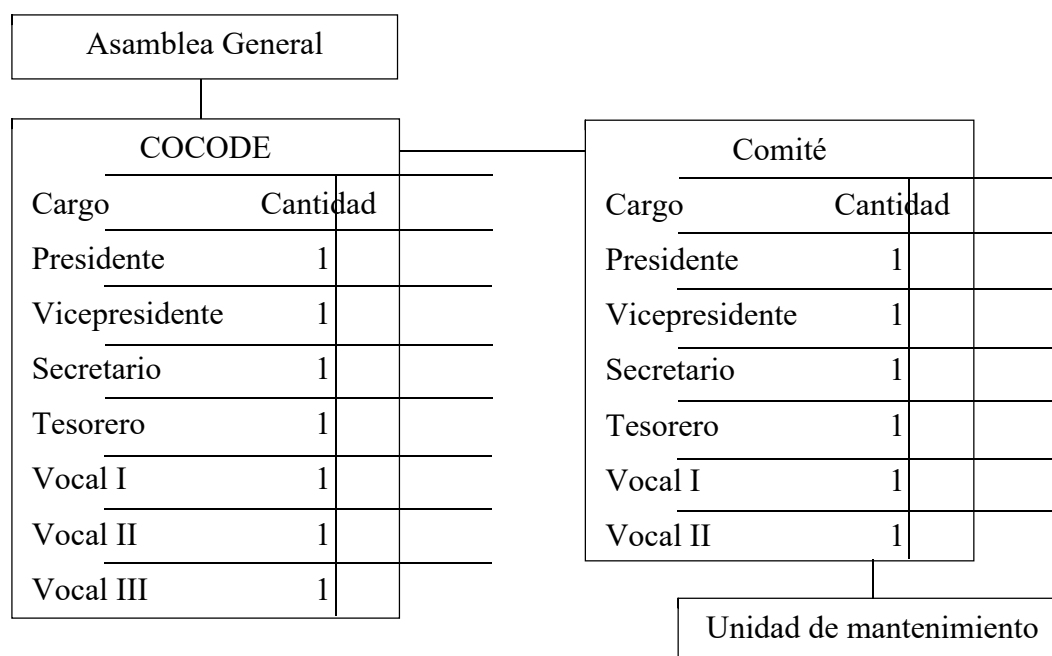 Asamblea General
COCODE
Cargo Cantidad
Presidente 1
Vicepresidente 1
Secretario 1
Tesorero 1
Vocal I 1
Vocal II 1
Vocal III 1
Comité
Cargo Cantidad
Presidente 1
Vicepresidente 1
Secretario 1
Tesorero 1
Vocal I 1
Vocal II 1
Unidad de mantenimiento